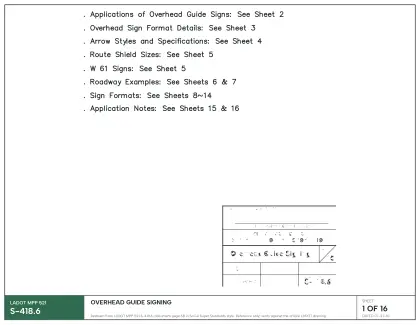 . Applications of Overhead Guide Signs: See Sheet 2
. Overhead Sign Format Details: See Sheet 3
. Arrow Styles and Specifications: See Sheet 4
. Route Shield Sizes: See Sheet 5
. W 61 Signs: See Sheet 5
. Roadway Examples: See Sheets 6 & 7
. Sign Formats: See Sheets 8~14
. Application Notes: See Sheets 15 & 16
LADOT MPP 521
S-418.6
OVERHEAD GUIDE SIGNING
SHEET
1 OF 16